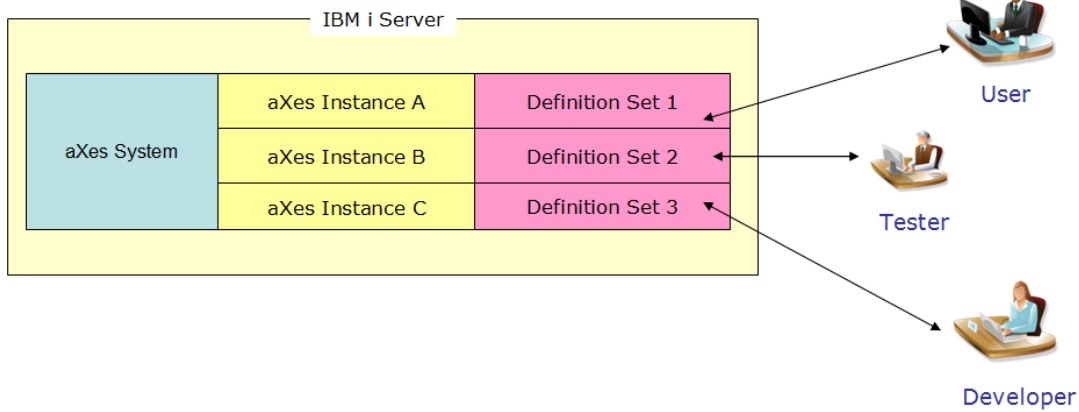 IBM i Server
aXes System
aXes Instance A
Definition Set 1
aXes Instance B
Definition Set 2
aXes Instance C
Definition Set 3
User
Tester
Developer